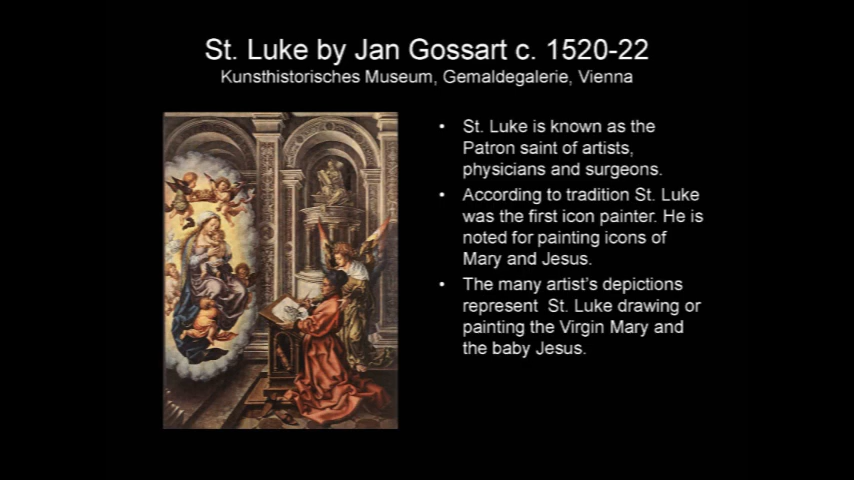 St. Luke by Jan Gossart c. 1520-22
Kunsthistorisches Museum, Gemaldegalerie, Vienna
• St. Luke is known as the
Patron saint of artists,
physicians and surgeons.
• According to tradition St. Luke
was the first icon painter. He is
noted for painting icons of
Mary and Jesus.
• The many artist's depictions
represent St. Luke drawing or
painting the Virgin Mary and
the baby Jesus.